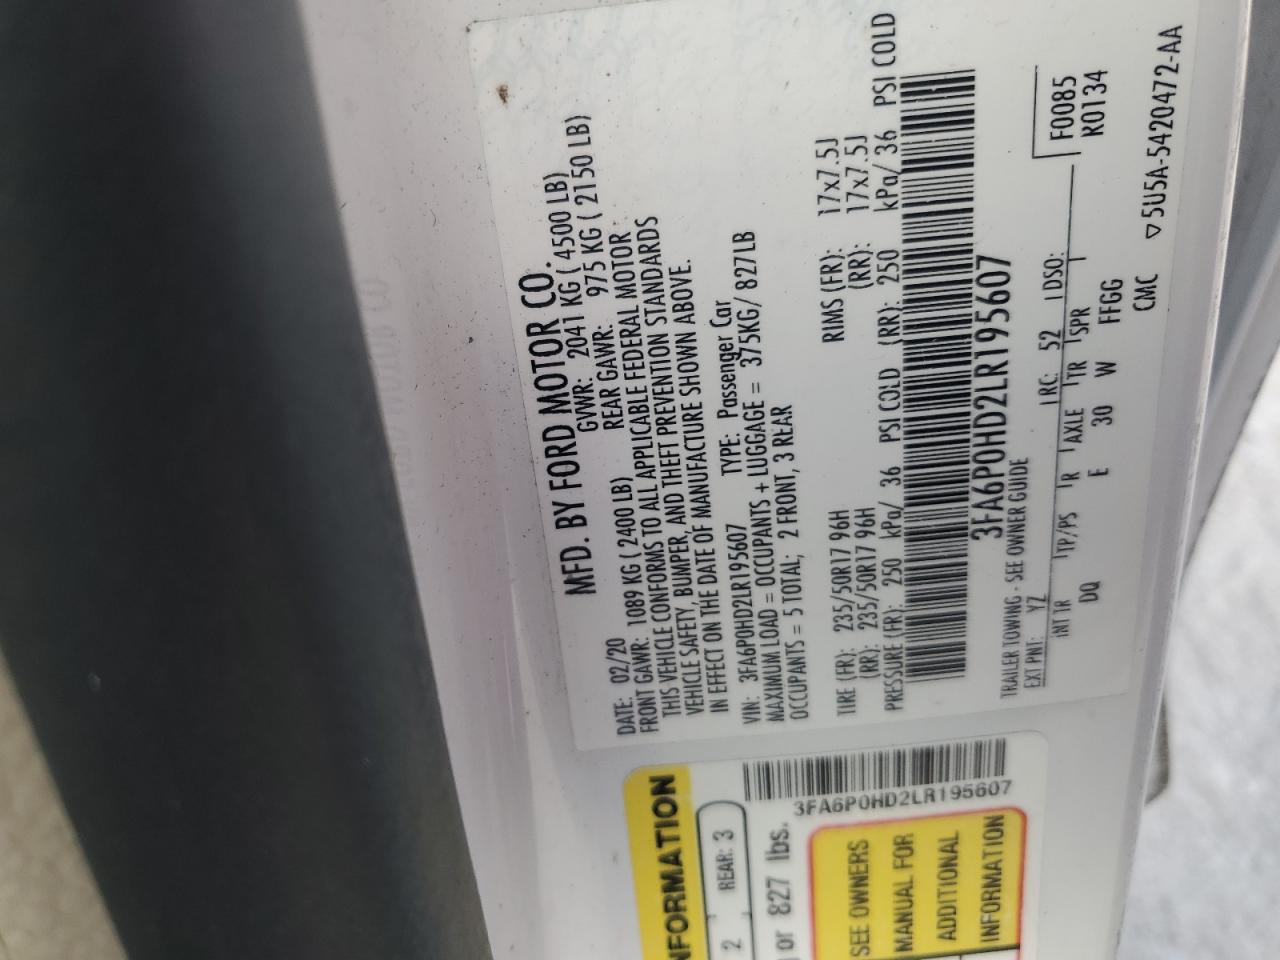 MFD. BY FORD MOTOR CO.
DATE: 02/20 GVWR: 2041 KG ( 4500 LB)
FRONT GAWR: 1089 KG ( 2400 LB) REAR GAWR: 975 KG ( 2150 LB)
THIS VEHICLE CONFORMS TO ALL APPLICABLE FEDERAL MOTOR
VEHICLE SAFETY, BUMPER, AND THEFT PREVENTION STANDARDS
IN EFFECT ON THE DATE OF MANUFACTURE SHOWN ABOVE.
VIN: 3FA6P0HD2LR195607 TYPE: Passenger Car
MAXIMUM LOAD = OCCUPANTS + LUGGAGE = 375KG/ 827LB
OCCUPANTS = 5 TOTAL; 2 FRONT, 3 REAR
TIRE (FR): 235/50R17 96H RIMS (FR): 17x7.5J
(RR): 235/50R17 96H (RR): 17x7.5J
PRESSURE (FR): 250 kPa/ 36 PSI COLD (RR): 250 kPa/ 36 PSI COLD
3FA6P0HD2LR195607
TRAILER TOWING - SEE OWNER GUIDE
EXT PNT: YZ RC: 52 DSO: F0085
R0134
INT TR TP/PS R AXLE TR SPR
DQ E 30 W FFGG
CMC ▽5U5A-5420472-AA
NFORMATION
2 REAR: 3
or 827 lbs.
3FA6P0HD2LR195607
SEE OWNERS
MANUAL FOR
ADDITIONAL
INFORMATION